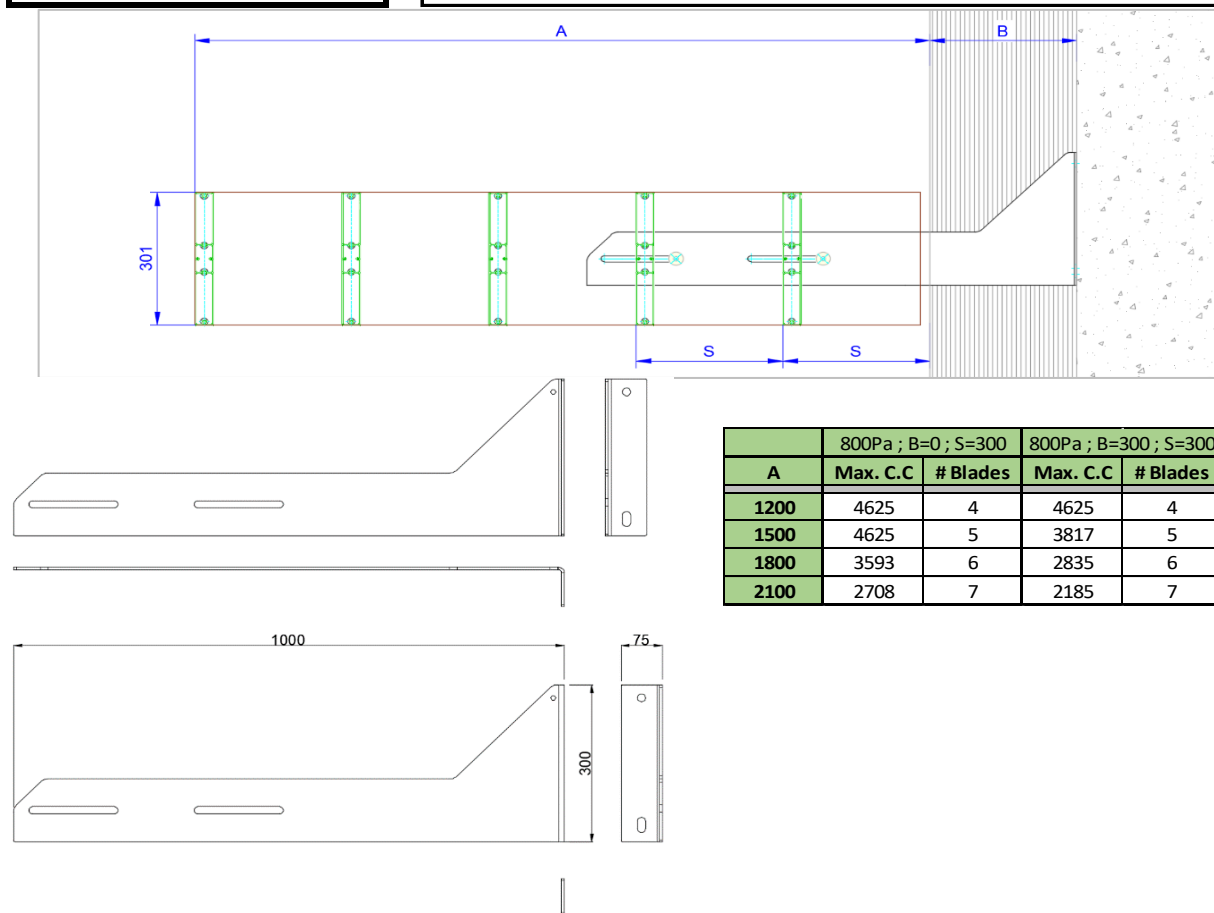 A
B
301
S
S
800Pa ; B=0 ; S=300 800Pa ; B=300 ; S=300
A Max. C.C # Blades Max. C.C # Blades
1200 4625 4 4625 4
1500 4625 5 3817 5
1800 3593 6 2835 6
2100 2708 7 2185 7
1000
75
300